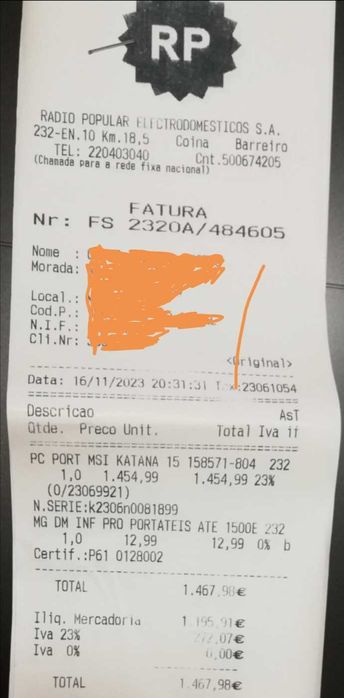 RP
RADIO POPULAR ELECTRODOMESTICOS S.A.
232-EN.10 Km.18,5 Coina Barreiro
TEL: 220403040 Cnt.500674205
(Chamada para a rede fixa nacional)
FATURA
Nr: FS 2320A/484605
Nome :
Morada:
Local.:
Cod.P.:
N.I.F.:
Cli.Nr:
<Original>
Data: 16/11/2023 20:31:31 :23061054
Descricao AsT
Qtde. Preco Unit. Total Iva if
PC PORT MSI KATANA 15 158571-804 232
1,0 1.454,99 1.454,99 23%
(0/23069921)
N.SERIE:k2306n0081899
MG DM INF PRO PORTATEIS ATE 1500E 232
1,0 12,99 12,99 0% b
Certif.:P61 0128002
TOTAL 1.467,98€
Iliq. Mercadoria 1.195,91€
Iva 23% 272,07€
Iva 0% 0,00€
TOTAL 1.467,98€